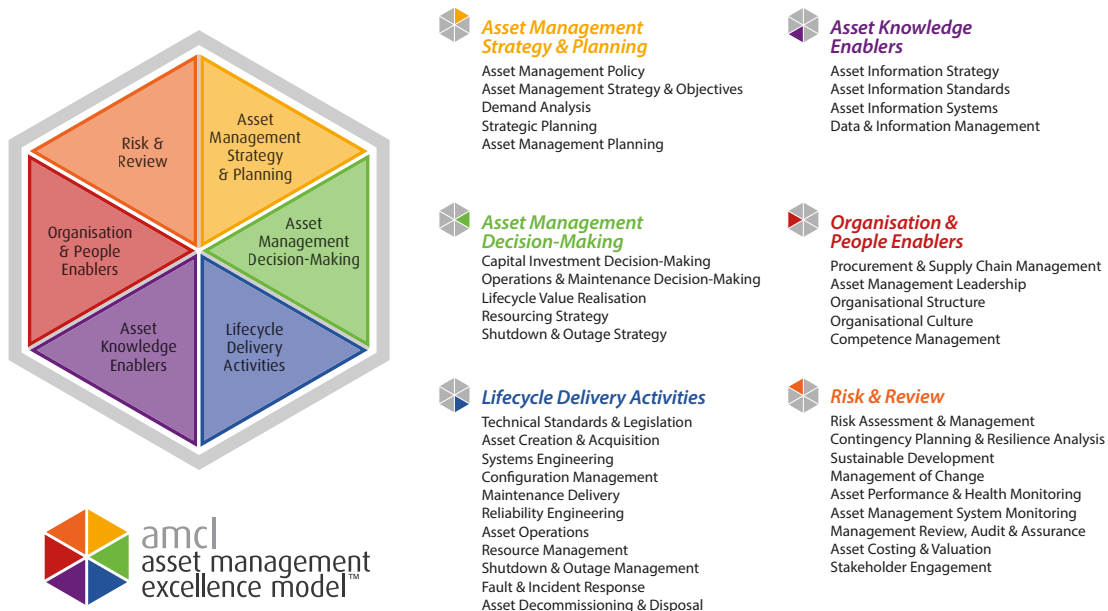 Risk &
Review
Asset
Management
Strategy
& Planning
Organisation
& People
Enablers
Asset
Management
Decision-Making
Asset
Knowledge
Enablers
Lifecycle
Delivery
Activities
amcl
asset management
excellence model™
Asset Management
Strategy & Planning
Asset Management Policy
Asset Management Strategy & Objectives
Demand Analysis
Strategic Planning
Asset Management Planning
Asset Management
Decision-Making
Capital Investment Decision-Making
Operations & Maintenance Decision-Making
Lifecycle Value Realisation
Resourcing Strategy
Shutdown & Outage Strategy
Lifecycle Delivery Activities
Technical Standards & Legislation
Asset Creation & Acquisition
Systems Engineering
Configuration Management
Maintenance Delivery
Reliability Engineering
Asset Operations
Resource Management
Shutdown & Outage Management
Fault & Incident Response
Asset Decommissioning & Disposal
Asset Knowledge
Enablers
Asset Information Strategy
Asset Information Standards
Asset Information Systems
Data & Information Management
Organisation &
People Enablers
Procurement & Supply Chain Management
Asset Management Leadership
Organisational Structure
Organisational Culture
Competence Management
Risk & Review
Risk Assessment & Management
Contingency Planning & Resilience Analysis
Sustainable Development
Management of Change
Asset Performance & Health Monitoring
Asset Management System Monitoring
Management Review, Audit & Assurance
Asset Costing & Valuation
Stakeholder Engagement